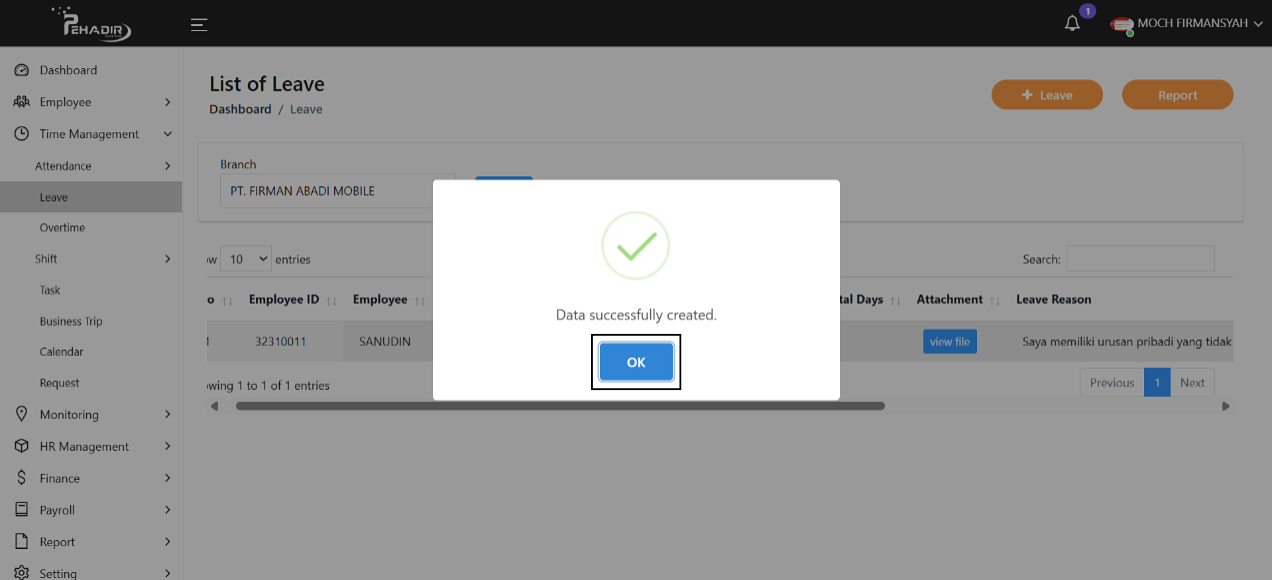 PEHADIR
1
MOCH FIRMANSYAH
Dashboard
Employee
Time Management
Attendance
Leave
Overtime
Shift
Task
Business Trip
Calendar
Request
Monitoring
HR Management
Finance
Payroll
Report
Setting
List of Leave
Dashboard / Leave
+ Leave
Report
Branch
PT. FIRMAN ABADI MOBILE
ow 10 entries
Search:
o Employee ID Employee tal Days Attachment Leave Reason
1 32310011 SANUDIN view file Saya memiliki urusan pribadi yang tidak
owing 1 to 1 of 1 entries
Previous 1 Next
Data successfully created.
OK